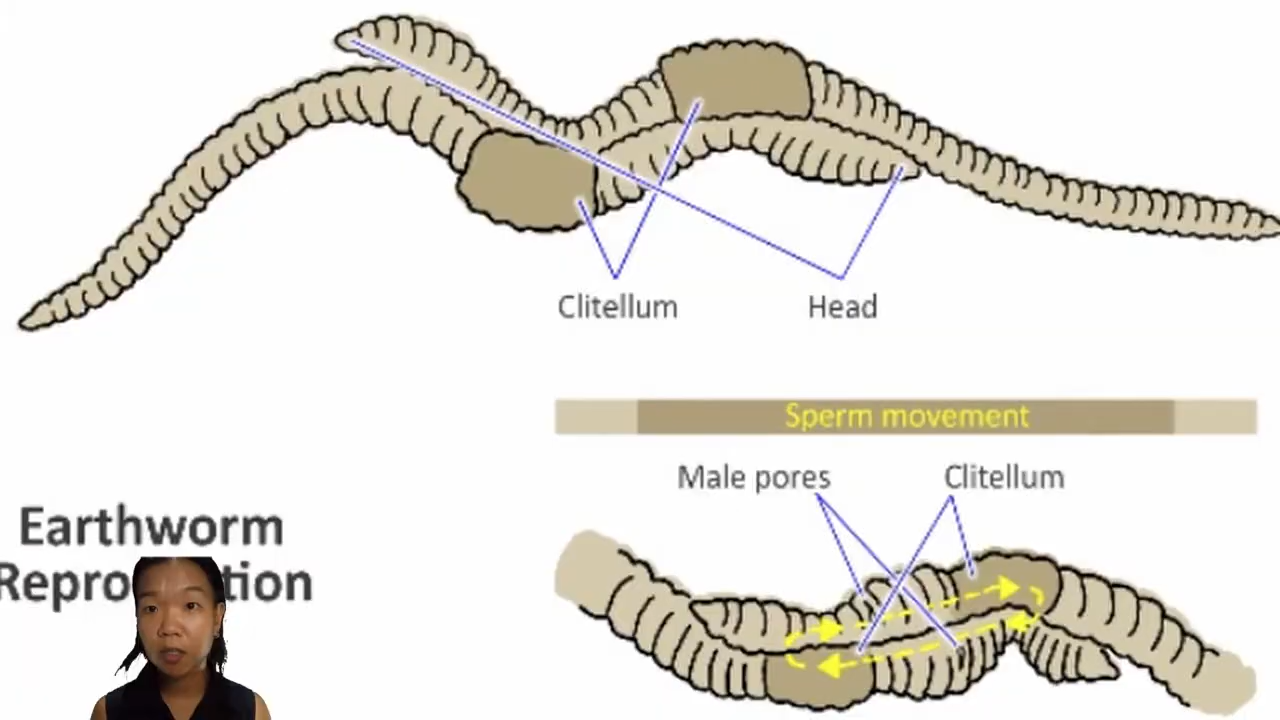 Clitellum
Head
Sperm movement
Male pores
Clitellum
Earthworm